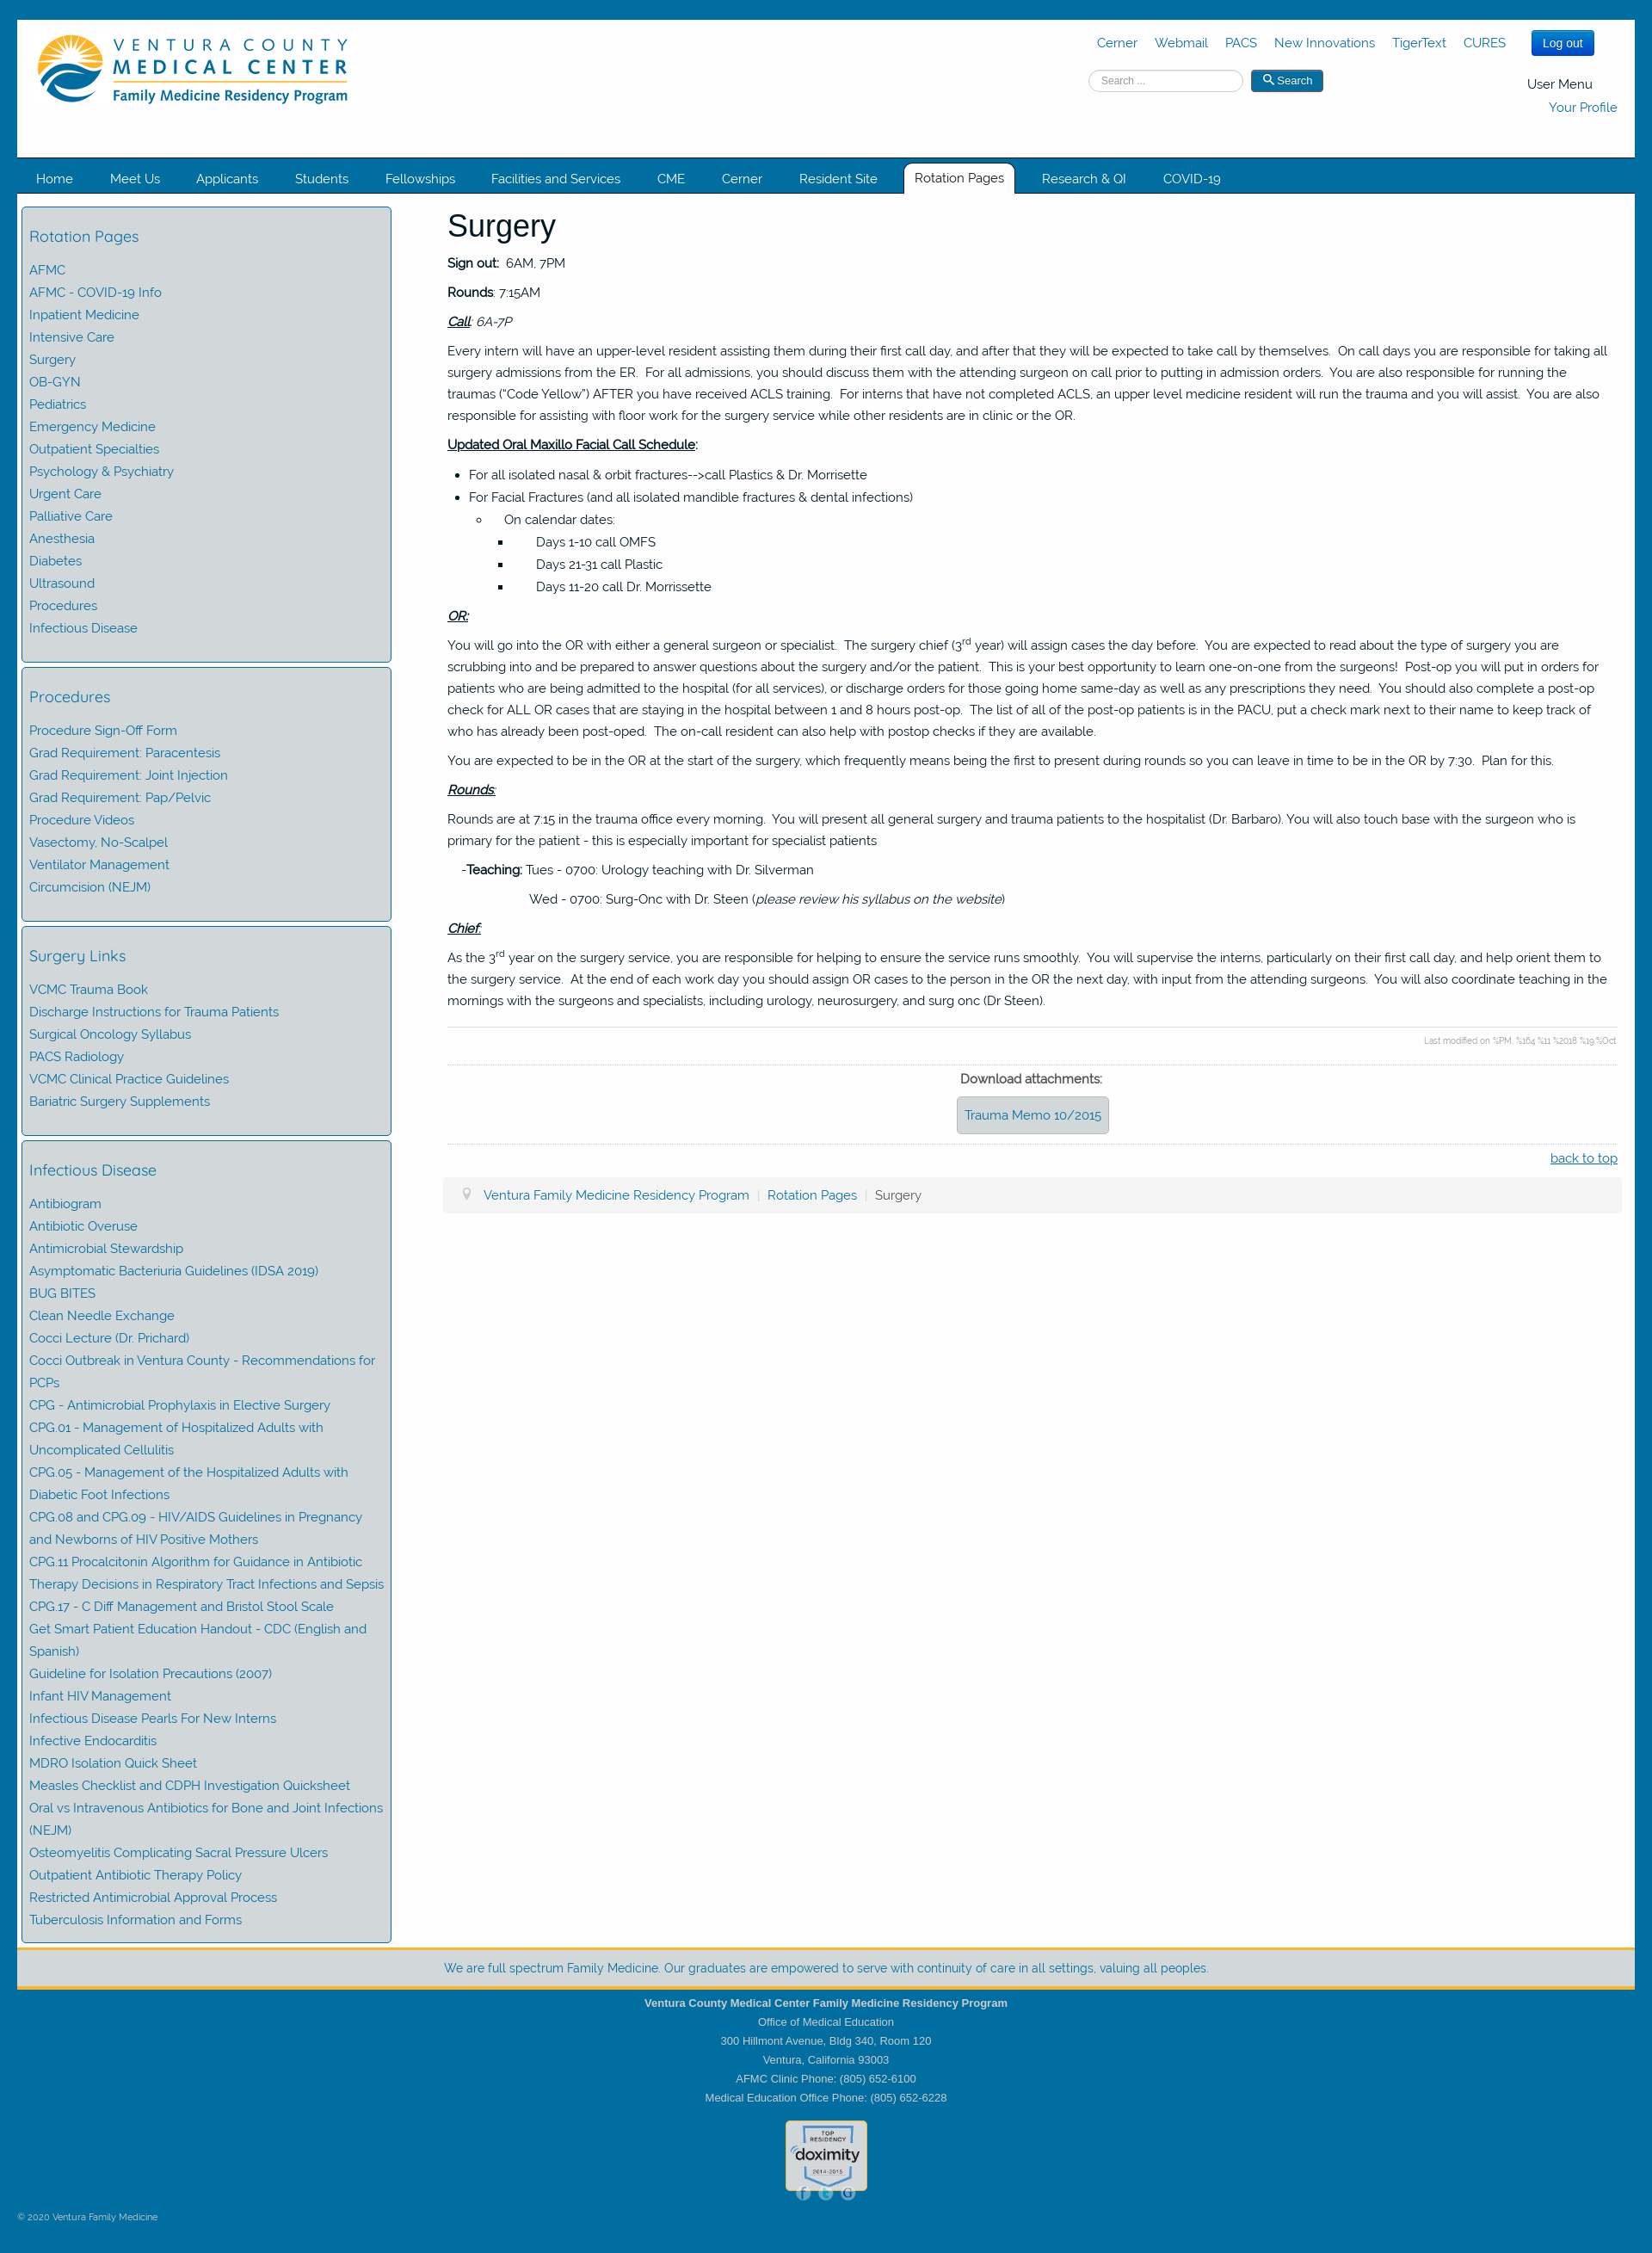 VENTURA COUNTY
MEDICAL CENTER
Family Medicine Residency Program
Cerner Webmail PACS New Innovations TigerText CURES Log out
Search ... Search
User Menu
Your Profile
Home Meet Us Applicants Students Fellowships Facilities and Services CME Cerner Resident Site Rotation Pages Research & QI COVID-19
Rotation Pages
AFMC
AFMC - COVID-19 Info
Inpatient Medicine
Intensive Care
Surgery
OB-GYN
Pediatrics
Emergency Medicine
Outpatient Specialties
Psychology & Psychiatry
Urgent Care
Palliative Care
Anesthesia
Diabetes
Ultrasound
Procedures
Infectious Disease
Procedures
Procedure Sign-Off Form
Grad Requirement: Paracentesis
Grad Requirement: Joint Injection
Grad Requirement: Pap/Pelvic
Procedure Videos
Vasectomy, No-Scalpel
Ventilator Management
Circumcision (NEJM)
Surgery Links
VCMC Trauma Book
Discharge Instructions for Trauma Patients
Surgical Oncology Syllabus
PACS Radiology
VCMC Clinical Practice Guidelines
Bariatric Surgery Supplements
Infectious Disease
Antibiogram
Antibiotic Overuse
Antimicrobial Stewardship
Asymptomatic Bacteriuria Guidelines (IDSA 2019)
BUG BITES
Clean Needle Exchange
Cocci Lecture (Dr. Prichard)
Cocci Outbreak in Ventura County - Recommendations for
PCPs
CPG - Antimicrobial Prophylaxis in Elective Surgery
CPG.01 - Management of Hospitalized Adults with
Uncomplicated Cellulitis
CPG.05 - Management of the Hospitalized Adults with
Diabetic Foot Infections
CPG.08 and CPG.09 - HIV/AIDS Guidelines in Pregnancy
and Newborns of HIV Positive Mothers
CPG.11 Procalcitonin Algorithm for Guidance in Antibiotic
Therapy Decisions in Respiratory Tract Infections and Sepsis
CPG.17 - C Diff Management and Bristol Stool Scale
Get Smart Patient Education Handout - CDC (English and
Spanish)
Guideline for Isolation Precautions (2007)
Infant HIV Management
Infectious Disease Pearls For New Interns
Infective Endocarditis
MDRO Isolation Quick Sheet
Measles Checklist and CDPH Investigation Quicksheet
Oral vs Intravenous Antibiotics for Bone and Joint Infections
(NEJM)
Osteomyelitis Complicating Sacral Pressure Ulcers
Outpatient Antibiotic Therapy Policy
Restricted Antimicrobial Approval Process
Tuberculosis Information and Forms
Surgery
Sign out: 6AM, 7PM
Rounds: 7:15AM
Call: 6A-7P
Every intern will have an upper-level resident assisting them during their first call day, and after that they will be expected to take call by themselves. On call days you are responsible for taking all
surgery admissions from the ER. For all admissions, you should discuss them with the attending surgeon on call prior to putting in admission orders. You are also responsible for running the
traumas ("Code Yellow") AFTER you have received ACLS training. For interns that have not completed ACLS, an upper level medicine resident will run the trauma and you will assist. You are also
responsible for assisting with floor work for the surgery service while other residents are in clinic or the OR.
Updated Oral Maxillo Facial Call Schedule:
• For all isolated nasal & orbit fractures-->call Plastics & Dr. Morrisette
• For Facial Fractures (and all isolated mandible fractures & dental infections)
On calendar dates:
Days 1-10 call OMFS
Days 21-31 call Plastic
Days 11-20 call Dr. Morrissette
OR:
You will go into the OR with either a general surgeon or specialist. The surgery chief (3rd year) will assign cases the day before. You are expected to read about the type of surgery you are
scrubbing into and be prepared to answer questions about the surgery and/or the patient. This is your best opportunity to learn one-on-one from the surgeons! Post-op you will put in orders for
patients who are being admitted to the hospital (for all services), or discharge orders for those going home same-day as well as any prescriptions they need. You should also complete a post-op
check for ALL OR cases that are staying in the hospital between 1 and 8 hours post-op. The list of all of the post-op patients is in the PACU, put a check mark next to their name to keep track of
who has already been post-oped. The on-call resident can also help with postop checks if they are available.
You are expected to be in the OR at the start of the surgery, which frequently means being the first to present during rounds so you can leave in time to be in the OR by 7:30. Plan for this.
Rounds:
Rounds are at 7:15 in the trauma office every morning. You will present all general surgery and trauma patients to the hospitalist (Dr. Barbaro). You will also touch base with the surgeon who is
primary for the patient - this is especially important for specialist patients
-Teaching: Tues - 0700: Urology teaching with Dr. Silverman
Wed - 0700: Surg-Onc with Dr. Steen (please review his syllabus on the website)
Chief:
As the 3rd year on the surgery service, you are responsible for helping to ensure the service runs smoothly. You will supervise the interns, particularly on their first call day, and help orient them to
the surgery service. At the end of each work day you should assign OR cases to the person in the OR the next day, with input from the attending surgeons. You will also coordinate teaching in the
mornings with the surgeons and specialists, including urology, neurosurgery, and surg onc (Dr Steen).
Last modified on %PM, %164 %11 %2018 %19:%Oct
Download attachments:
Trauma Memo 10/2015
back to top
Ventura Family Medicine Residency Program | Rotation Pages | Surgery
We are full spectrum Family Medicine. Our graduates are empowered to serve with continuity of care in all settings, valuing all peoples.
Ventura County Medical Center Family Medicine Residency Program
Office of Medical Education
300 Hillmont Avenue, Bldg 340, Room 120
Ventura, California 93003
AFMC Clinic Phone: (805) 652-6100
Medical Education Office Phone: (805) 652-6228
TOP
RESIDENCY
doximity
2014-2015
f t G
© 2020 Ventura Family Medicine